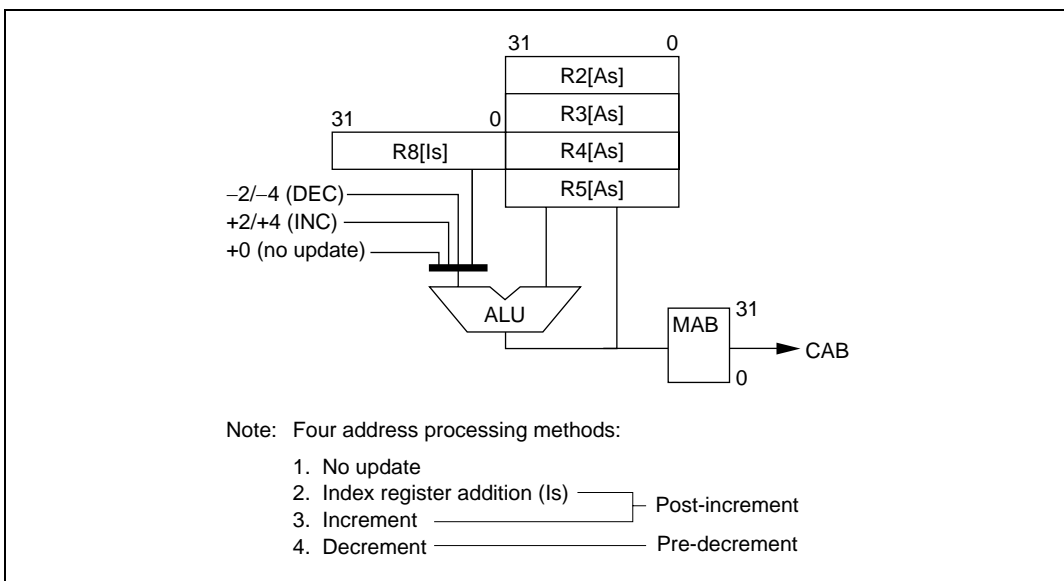 31 0
R2[As]
R3[As]
31 0
R8[Is] R4[As]
R5[As]
−2/−4 (DEC)
+2/+4 (INC)
+0 (no update)
ALU
MAB 31
CAB
0
Note: Four address processing methods:
1. No update
2. Index register addition (Is)
Post-increment
3. Increment
4. Decrement Pre-decrement